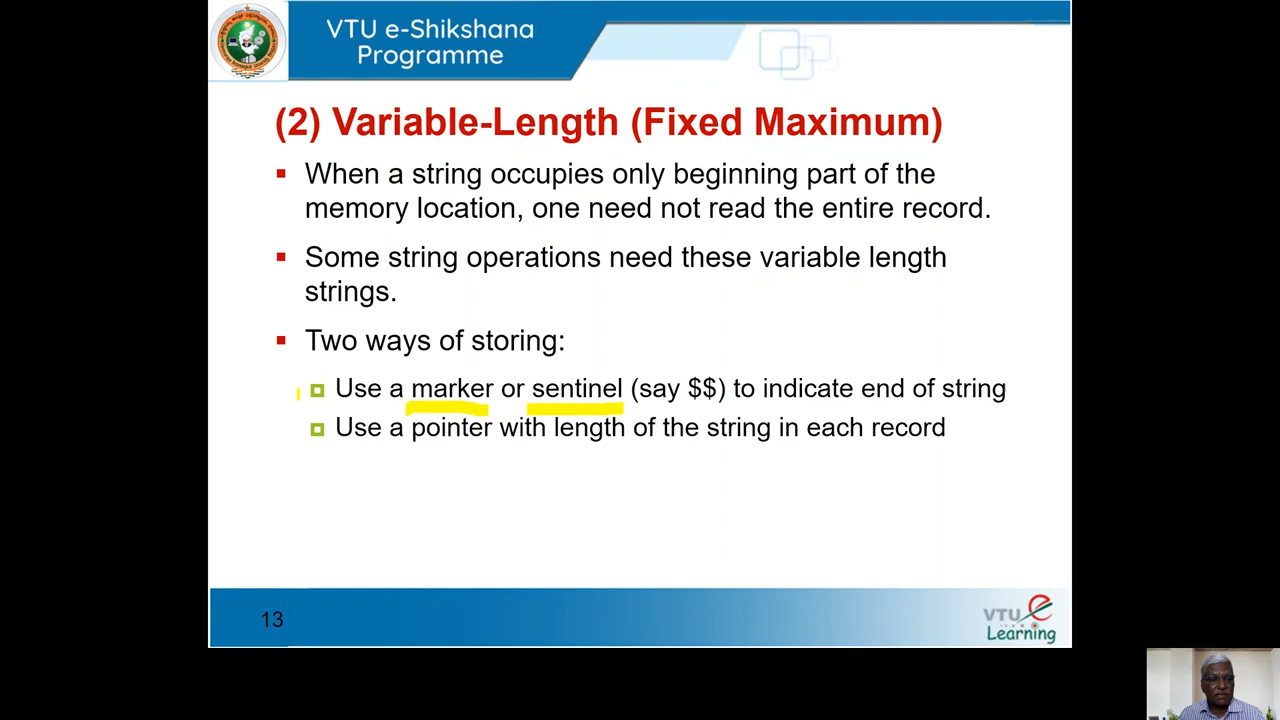 VTU e-Shikshana
Programme
(2) Variable-Length (Fixed Maximum)
When a string occupies only beginning part of the
memory location, one need not read the entire record.
Some string operations need these variable length
strings.
Two ways of storing:
Use a marker or sentinel (say $$) to indicate end of string
Use a pointer with length of the string in each record
13
VTU e
Learning